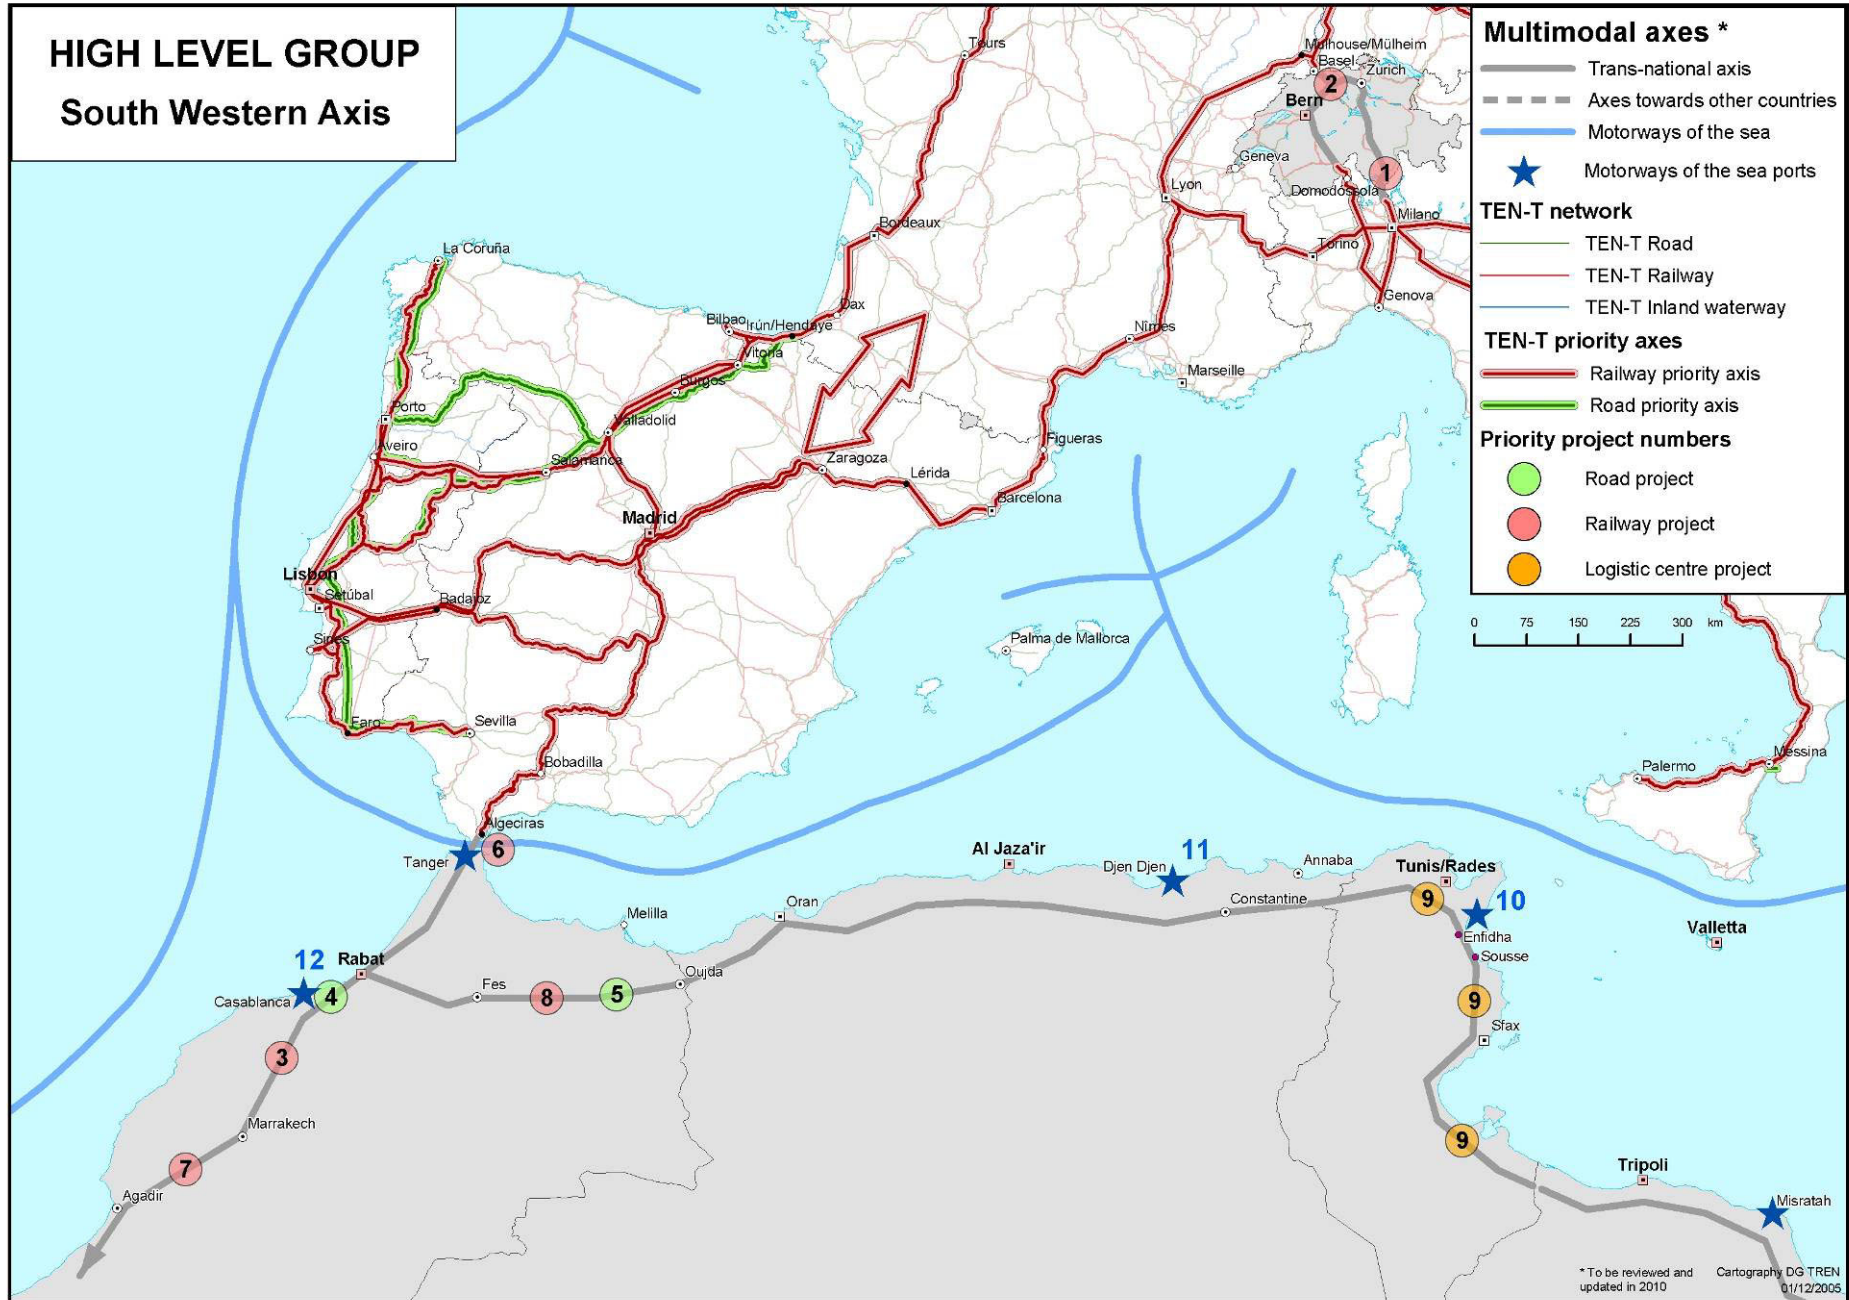 HIGH LEVEL GROUP
South Western Axis
Multimodal axes *
Trans-national axis
Axes towards other countries
Motorways of the sea
Motorways of the sea ports
TEN-T network
TEN-T Road
TEN-T Railway
TEN-T Inland waterway
TEN-T priority axes
Railway priority axis
Road priority axis
Priority project numbers
Road project
Railway project
Logistic centre project
0 75 150 225 300 km
Tours
Mulhouse/Mülheim
Basel
Zürich
2
Bern
Geneva
1
Domodossola
Lyon
Milano
Bordeaux
Torino
La Coruña
Genova
Dax
Bilbao
Irún/Hendaye
Nîmes
Vitoria
Marseille
Burgos
Porto
Valladolid
Aveiro
Figueras
Salamanca
Zaragoza
Lérida
Barcelona
Madrid
Lisbon
Setúbal
Badajoz
Sines
Palma de Mallorca
Faro
Sevilla
Bobadilla
Messina
Palermo
Algeciras
6
Tanger
Al Jaza'ir
11
Djen Djen
Annaba
Tunis/Rades
Constantine
9
10
Oran
Melilla
Enfidha
Valletta
Sousse
12
Rabat
Casablanca
4
Fes
8
5
Oujda
9
Sfax
3
Marrakech
9
7
Tripoli
Agadir
Misratah
* To be reviewed and
updated in 2010
Cartography DG TREN
01/12/2005